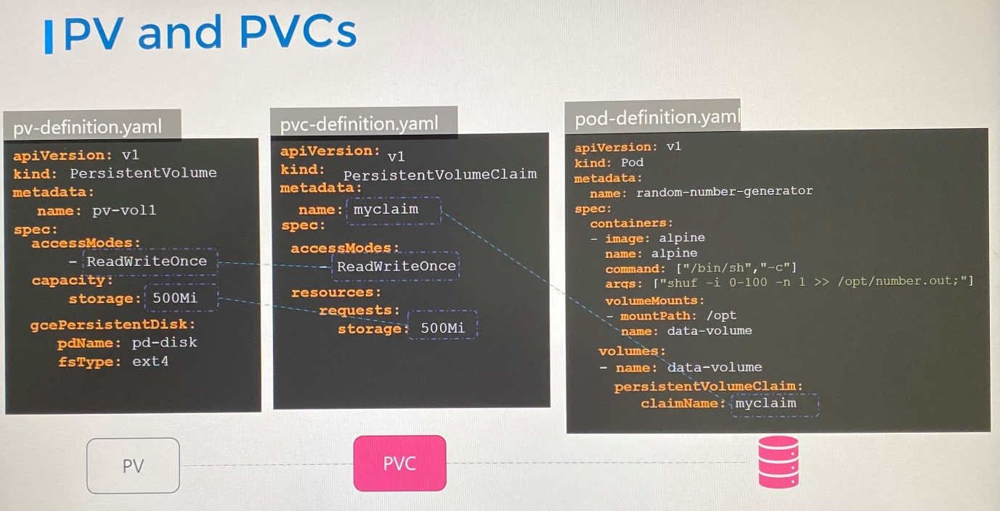 PV and PVCs
pv-definition.yaml
apiVersion: v1
kind: PersistentVolume
metadata:
name: pv-vol1
spec:
accessModes:
- ReadWriteOnce
capacity:
storage: 500Mi
gcePersistentDisk:
pdName: pd-disk
fsType: ext4
pvc-definition.yaml
apiVersion: v1
kind: PersistentVolumeClaim
metadata:
name: myclaim
spec:
accessModes:
- ReadWriteOnce
resources:
requests:
storage: 500Mi
pod-definition.yaml
apiVersion: v1
kind: Pod
metadata:
name: random-number-generator
spec:
containers:
- image: alpine
name: alpine
command: ["/bin/sh","-c"]
args: ["shuf -i 0-100 -n 1 >> /opt/number.out;"]
volumeMounts:
- mountPath: /opt
name: data-volume
volumes:
- name: data-volume
persistentVolumeClaim:
claimName: myclaim
PV
PVC